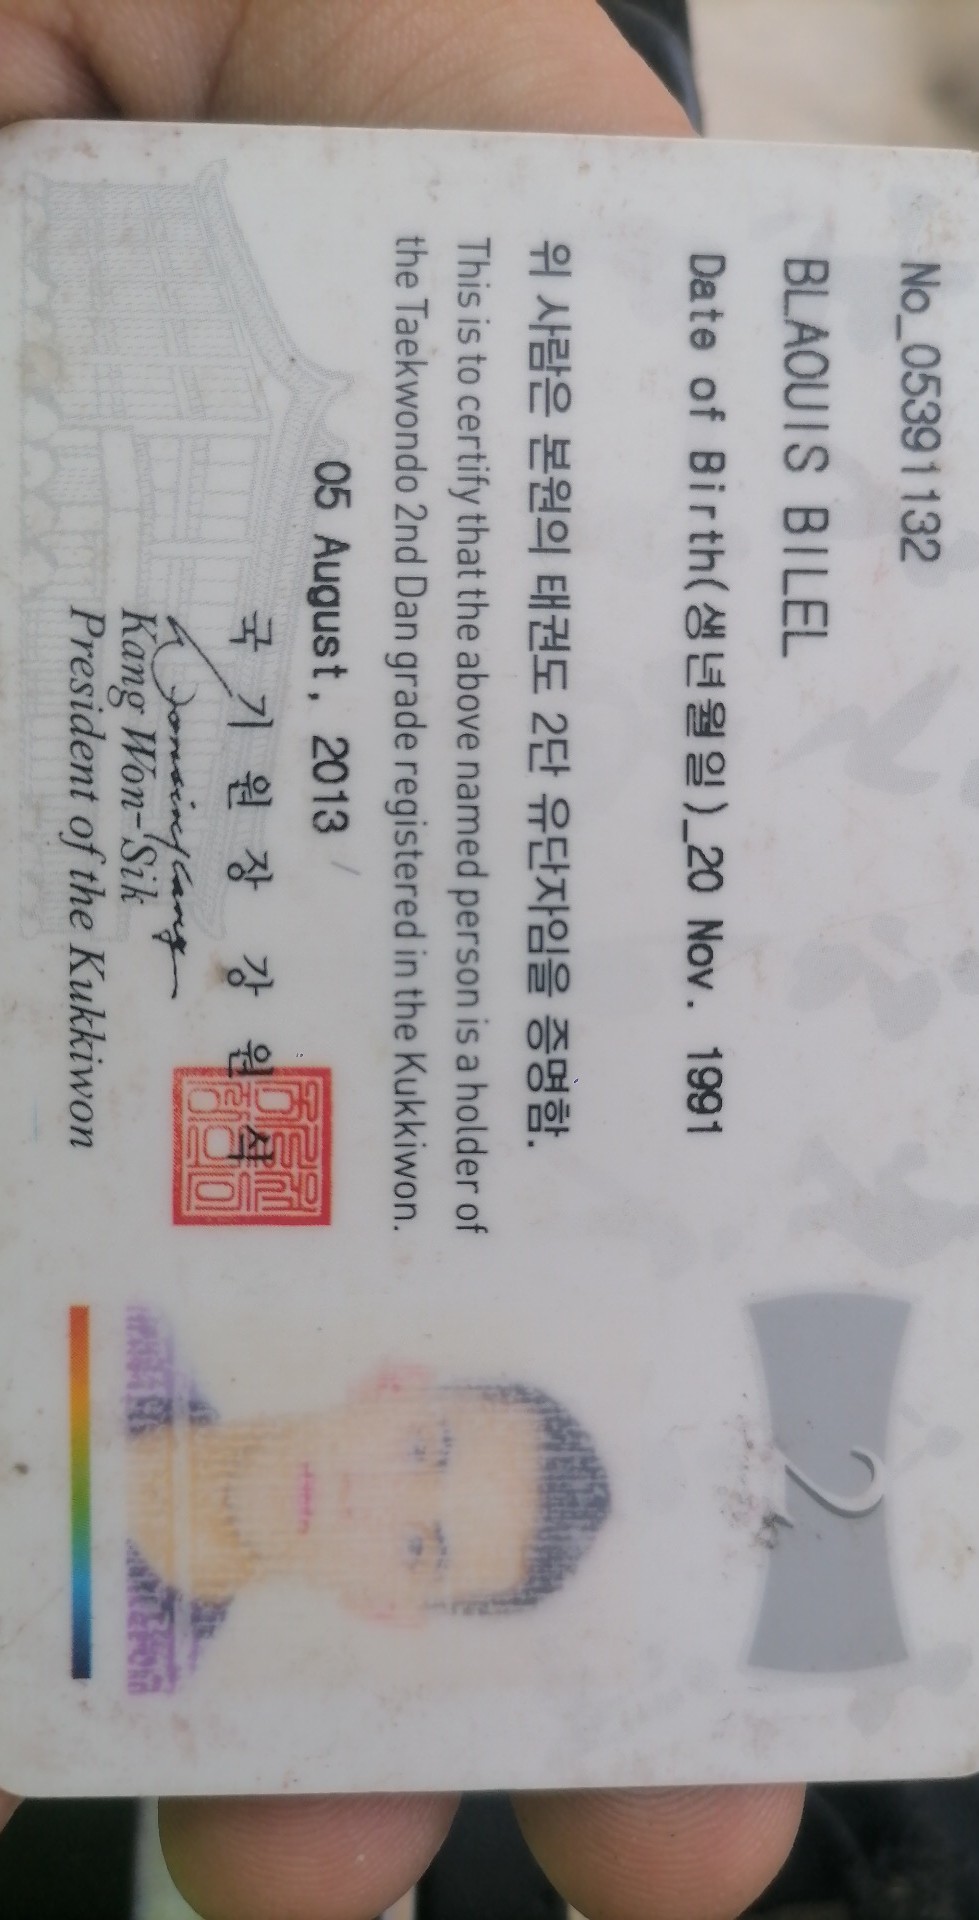 No_05391132
BLAOUIS BILEL
Date of Birth(생년월일)_20 Nov. 1991
위 사람은 본원의 태권도 2단 유단자임을 증명함.
This is to certify that the above named person is a holder of
the Taekwondo 2nd Dan grade registered in the Kukkiwon.
05 August, 2013
국 기 원 장 강 원 식
Kang Won-Sik
President of the Kukkiwon
2